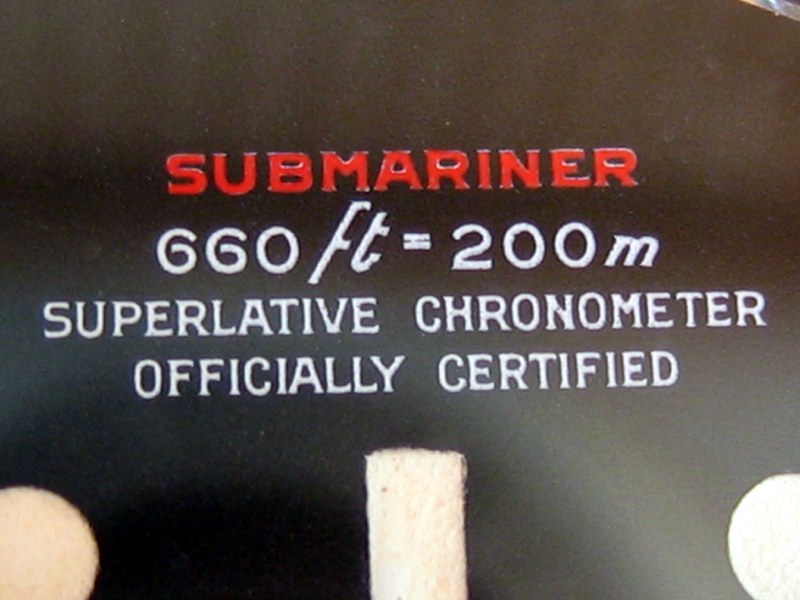 SUBMARINER
660 ft = 200 m
SUPERLATIVE CHRONOMETER
OFFICIALLY CERTIFIED